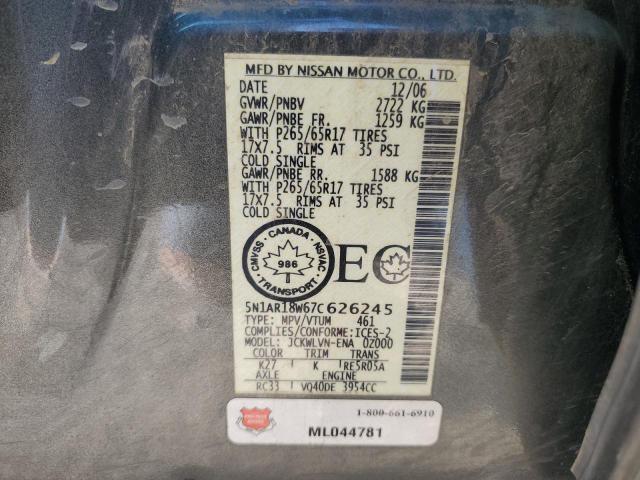 MFD BY NISSAN MOTOR CO., LTD.
DATE 12/06
GVWR/PNBV 2722 KG
GAWR/PNBE FR. 1259 KG
WITH P265/65R17 TIRES
17X7.5 RIMS AT 35 PSI
COLD SINGLE
GAWR/PNBE RR. 1588 KG
WITH P265/65R17 TIRES
17X7.5 RIMS AT 35 PSI
COLD SINGLE
CANADA
CMVSS NSVAC
986
TRANSPORT
EC
5N1AR18W67C626245
TYPE: MPV/VTUM 461
COMPLIES/CONFORME:ICES-2
MODEL: JCKWLVN-ENA 0Z000
COLOR TRIM TRANS
K27 K RE5R05A
AXLE ENGINE
RC33 VQ40DE 3954CC
1-800-661-6910
ML044781